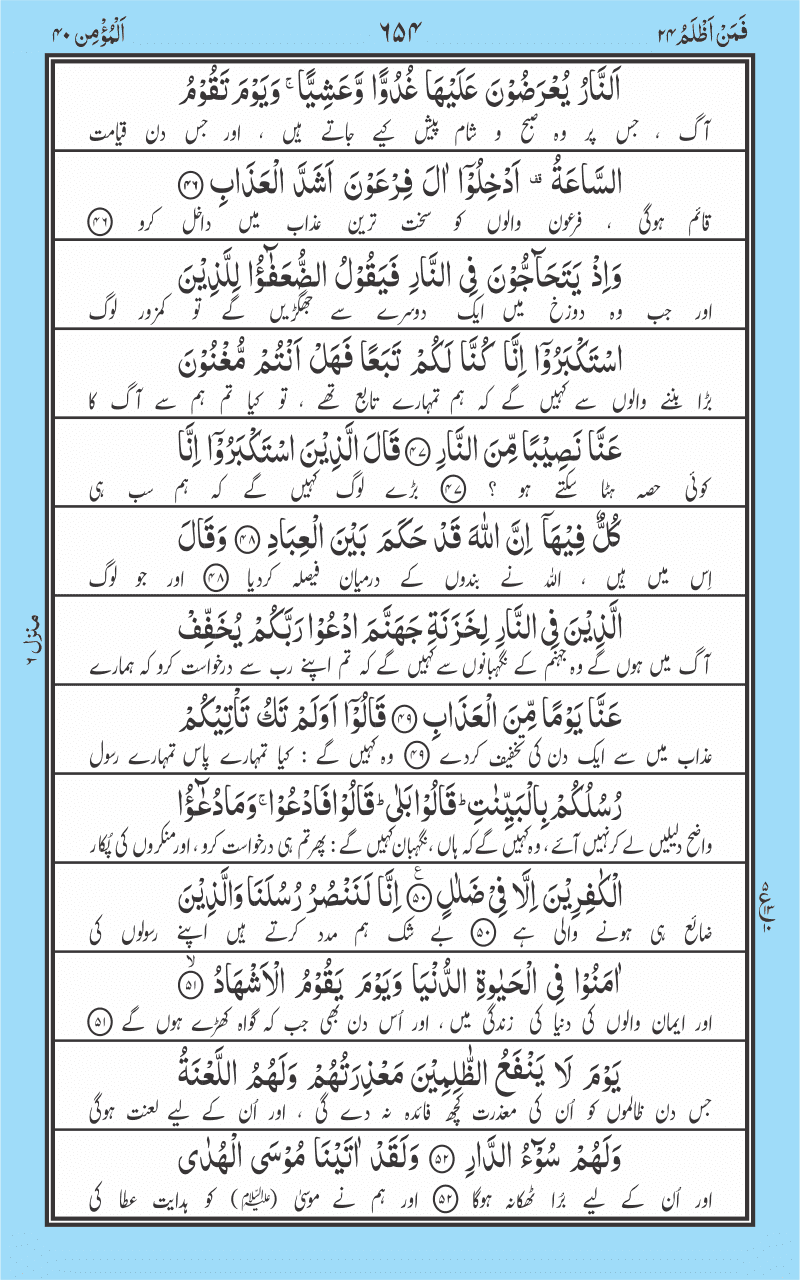 فَمَنْ اَظْلَمُ ۲۴ ۶۵۴ اَلْمُؤْمِن ۴۰
اَلنَّارُ يُعْرَضُوْنَ عَلَيْهَا غُدُوًّا وَّعَشِيًّا ۚ وَيَوْمَ تَقُوْمُ
آگ ، جس پر وہ صبح و شام پیش کیے جاتے ہیں ، اور جس دن قیامت
السَّاعَةُ ۣ اَدْخِلُوْٓا اٰلَ فِرْعَوْنَ اَشَدَّ الْعَذَابِ ۴۶
قائم ہوگی ، فرعون والوں کو سخت ترین عذاب میں داخل کرو ۴۶
وَاِذْ يَتَحَآجُّوْنَ فِى النَّارِ فَيَقُوْلُ الضُّعَفٰٓؤُا لِلَّذِيْنَ
اور جب وہ دوزخ میں ایک دوسرے سے جھگڑیں گے تو کمزور لوگ
اسْتَكْبَرُوْٓا اِنَّا كُنَّا لَكُمْ تَبَعًا فَهَلْ اَنْتُمْ مُّغْنُوْنَ
بڑا بننے والوں سے کہیں گے کہ ہم تمہارے تابع تھے ، تو کیا تم ہم سے آگ کا
عَنَّا نَصِيْبًا مِّنَ النَّارِ ۴۷ قَالَ الَّذِيْنَ اسْتَكْبَرُوْٓا اِنَّا
کوئی حصہ ہٹا سکتے ہو ؟ ۴۷ بڑے لوگ کہیں گے کہ ہم سب ہی
كُلٌّ فِيْهَآ اِنَّ اللّٰهَ قَدْ حَكَمَ بَيْنَ الْعِبَادِ ۴۸ وَقَالَ
اِس میں ہیں ، اللہ نے بندوں کے درمیان فیصلہ کردیا ۴۸ اور جو لوگ
الَّذِيْنَ فِى النَّارِ لِخَزَنَةِ جَهَنَّمَ ادْعُوْا رَبَّكُمْ يُخَفِّفْ
آگ میں ہوں گے وہ جہنم کے نگہبانوں سے کہیں گے کہ تم اپنے رب سے درخواست کرو کہ ہمارے
منزل ۶
عَنَّا يَوْمًا مِّنَ الْعَذَابِ ۴۹ قَالُوْٓا اَوَلَمْ تَكُ تَاْتِيْكُمْ
عذاب میں سے ایک دن کی تخفیف کردے ۴۹ وہ کہیں گے : کیا تمہارے پاس تمہارے رسول
رُسُلُكُمْ بِالْبَيِّنٰتِ ؕ قَالُوْا بَلٰى ؕ قَالُوْا فَادْعُوْا ۚ وَمَا دُعٰٓؤُا
واضح دلیلیں لے کر نہیں آئے ، وہ کہیں گے کہ ہاں ، نگہبان کہیں گے : پھر تم ہی درخواست کرو ، اور منکروں کی پُکار
الْكٰفِرِيْنَ اِلَّا فِىْ ضَلٰلٍ ۵۰ ع اِنَّا لَنَنْصُرُ رُسُلَنَا وَالَّذِيْنَ
ضائع ہی ہونے والی ہے ۵۰ بے شک ہم مدد کرتے ہیں اپنے رسولوں کی
۵ ع ۱۳ ۱۰
اٰمَنُوْا فِى الْحَيٰوةِ الدُّنْيَا وَيَوْمَ يَقُوْمُ الْاَشْهَادُ ۵۱ ۙ
اور ایمان والوں کی دنیا کی زندگی میں ، اور اُس دن بھی جب کہ گواہ کھڑے ہوں گے ۵۱
يَوْمَ لَا يَنْفَعُ الظّٰلِمِيْنَ مَعْذِرَتُهُمْ وَلَهُمُ اللَّعْنَةُ
جس دن ظالموں کو اُن کی معذرت کچھ فائدہ نہ دے گی ، اور اُن کے لیے لعنت ہوگی
وَلَهُمْ سُوْٓءُ الدَّارِ ۵۲ وَلَقَدْ اٰتَيْنَا مُوْسَى الْهُدٰى
اور اُن کے لیے بُرا ٹھکانہ ہوگا ۵۲ اور ہم نے موسیٰ (علیہ السلام) کو ہدایت عطا کی